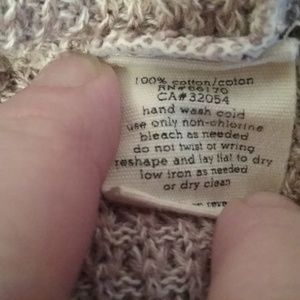 100% cotton/coton
RN#66170
CA#32054
hand wash cold
use only non-chlorine
bleach as needed
do not twist or wring
reshape and lay flat to dry
low iron as needed
or dry clean